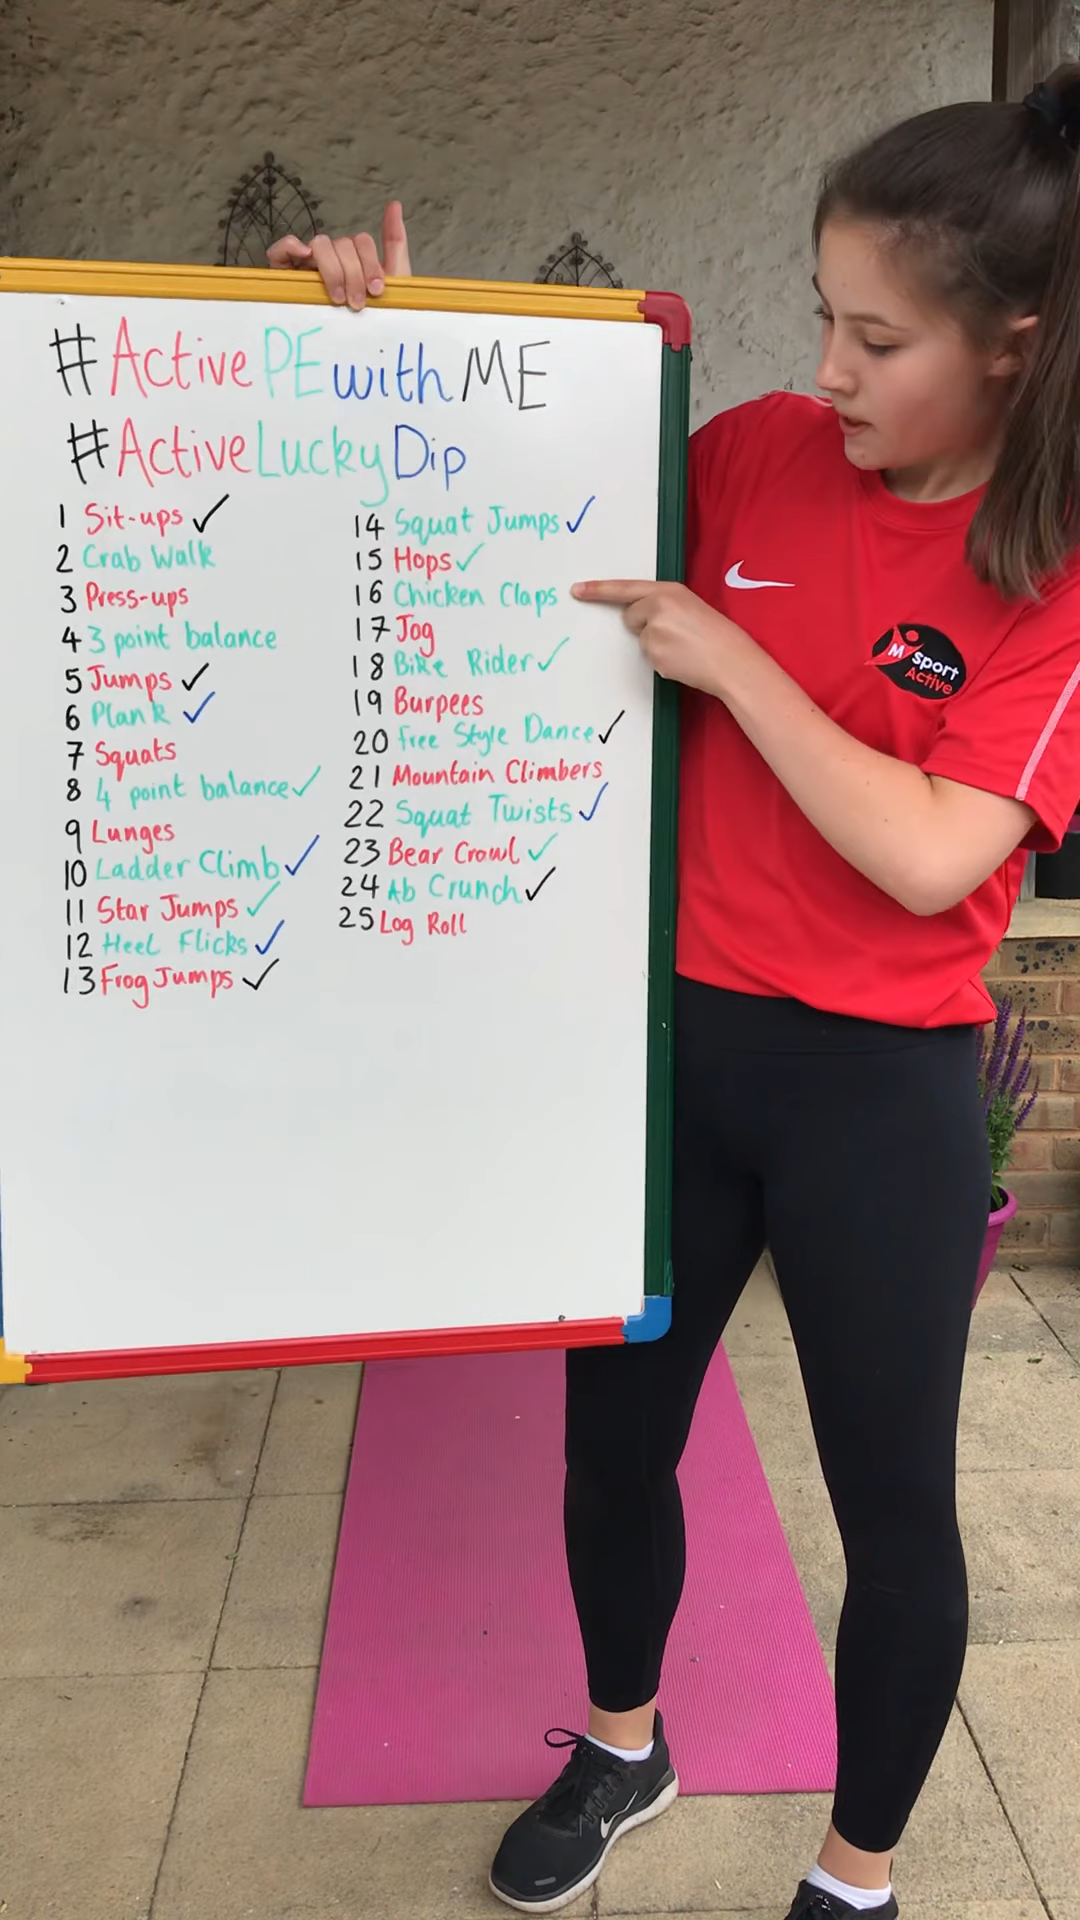 #ActivePEwithME
#ActiveLuckyDip
1 Sit-ups ✓
2 Crab Walk
3 Press-ups
4 3 point balance
5 Jumps ✓
6 Plank ✓
7 Squats
8 4 point balance ✓
9 Lunges
10 Ladder Climb ✓
11 Star Jumps ✓
12 Heel Flicks ✓
13 Frog Jumps ✓
14 Squat Jumps ✓
15 Hops ✓
16 Chicken Claps
17 Jog
18 Bike Rider ✓
19 Burpees
20 Free Style Dance ✓
21 Mountain Climbers
22 Squat Twists ✓
23 Bear Crawl ✓
24 Ab Crunch ✓
25 Log Roll
M Sport
Active